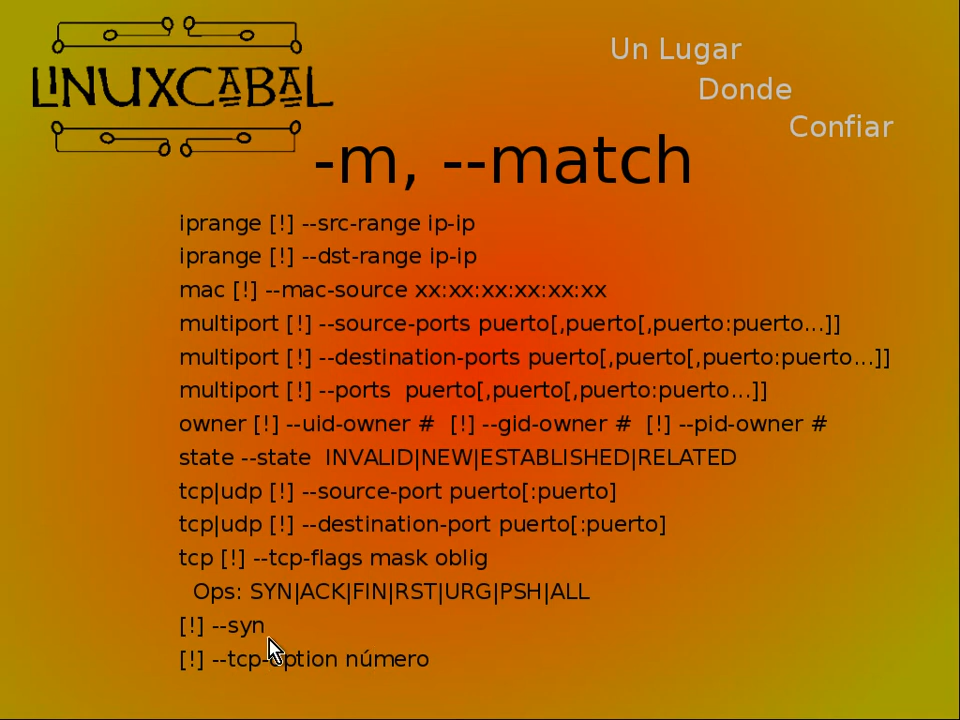 LINUXCABAL
Un Lugar
Donde
Confiar
-m, --match
iprange [!] --src-range ip-ip
iprange [!] --dst-range ip-ip
mac [!] --mac-source xx:xx:xx:xx:xx:xx
multiport [!] --source-ports puerto[,puerto[,puerto:puerto...]]
multiport [!] --destination-ports puerto[,puerto[,puerto:puerto...]]
multiport [!] --ports  puerto[,puerto[,puerto:puerto...]]
owner [!] --uid-owner #  [!] --gid-owner #  [!] --pid-owner #
state --state  INVALID|NEW|ESTABLISHED|RELATED
tcp|udp [!] --source-port puerto[:puerto]
tcp|udp [!] --destination-port puerto[:puerto]
tcp [!] --tcp-flags mask oblig
Ops: SYN|ACK|FIN|RST|URG|PSH|ALL
[!] --syn
[!] --tcp-option número